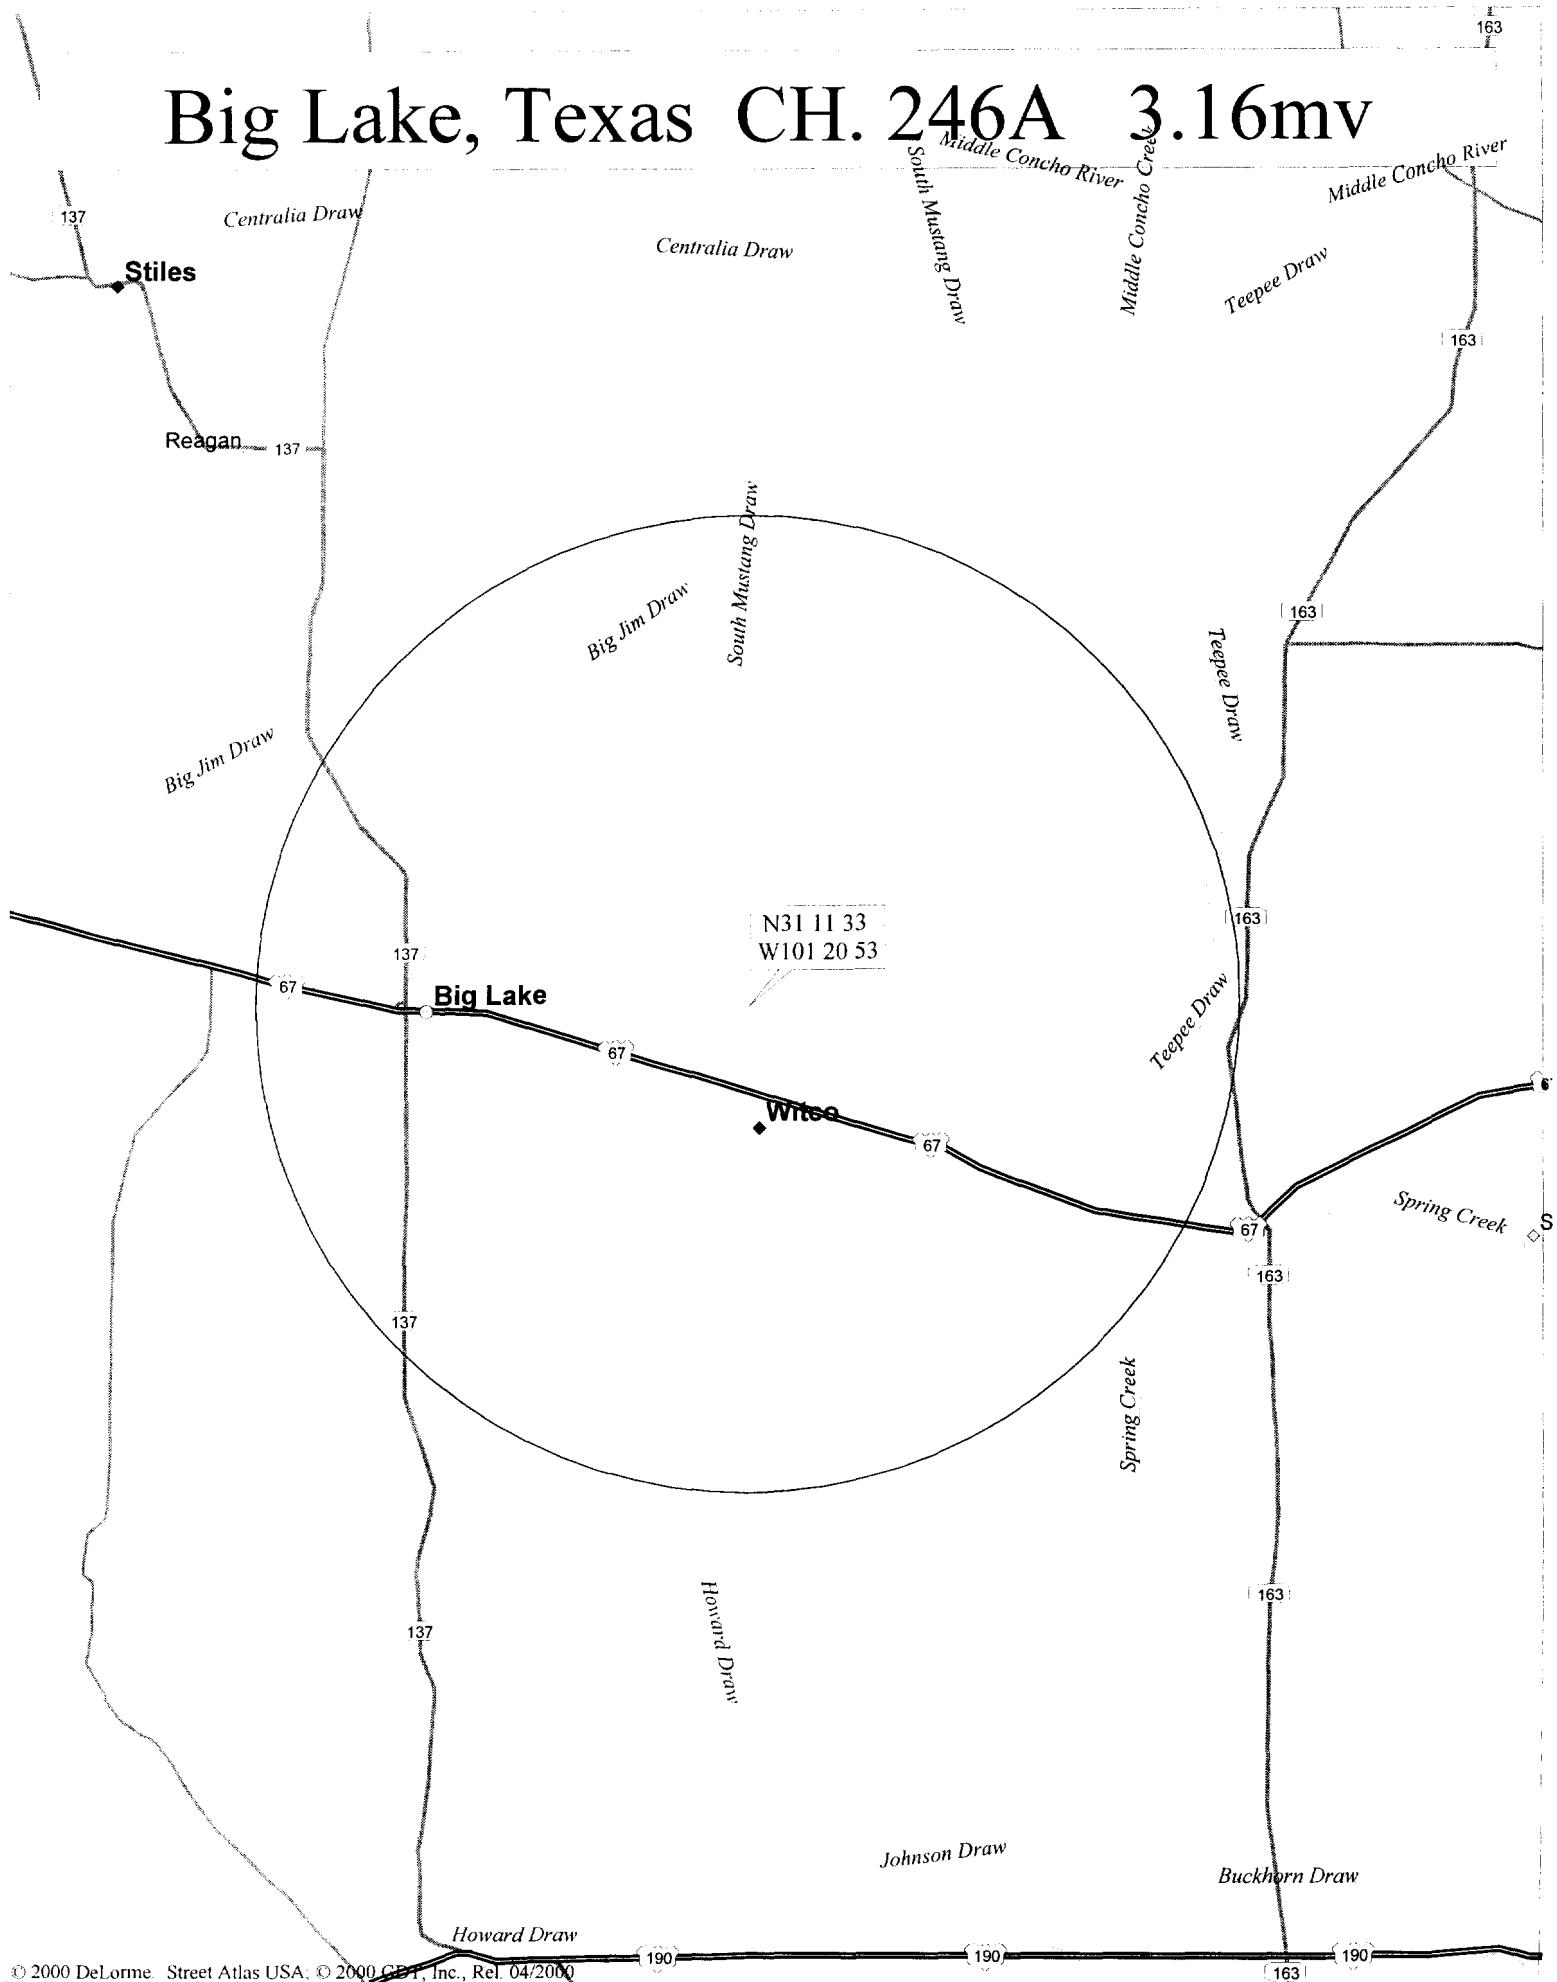 163
Big Lake, Texas CH. 246A 3.16mv
Middle Concho River
Middle Concho Creek
South Mustang Draw
Middle Concho River
137
Centralia Draw
Centralia Draw
Teepee Draw
Stiles
163
Reagan
137
South Mustang Draw
Big Jim Draw
163
Teepee Draw
Big Jim Draw
N31 11 33
W101 20 53
163
137
67
Big Lake
Teepee Draw
67
Witco
67
67
Spring Creek
S
67
163
137
Spring Creek
Howard Draw
163
137
Johnson Draw
Buckhorn Draw
Howard Draw
190
190
190
163
© 2000 DeLorme. Street Atlas USA; © 2000 GDT, Inc., Rel. 04/2000